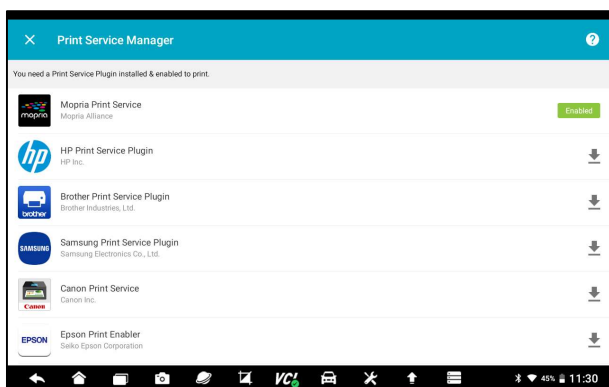 Print Service Manager
?
You need a Print Service Plugin installed & enabled to print.
mopria
Mopria Print Service
Mopria Alliance
Enabled
hp
HP Print Service Plugin
HP Inc.
brother
Brother Print Service Plugin
Brother Industries, Ltd.
SAMSUNG
Samsung Print Service Plugin
Samsung Electronics Co., Ltd.
Canon
Canon Print Service
Canon Inc.
EPSON
Epson Print Enabler
Seiko Epson Corporation
VCI
45%
11:30